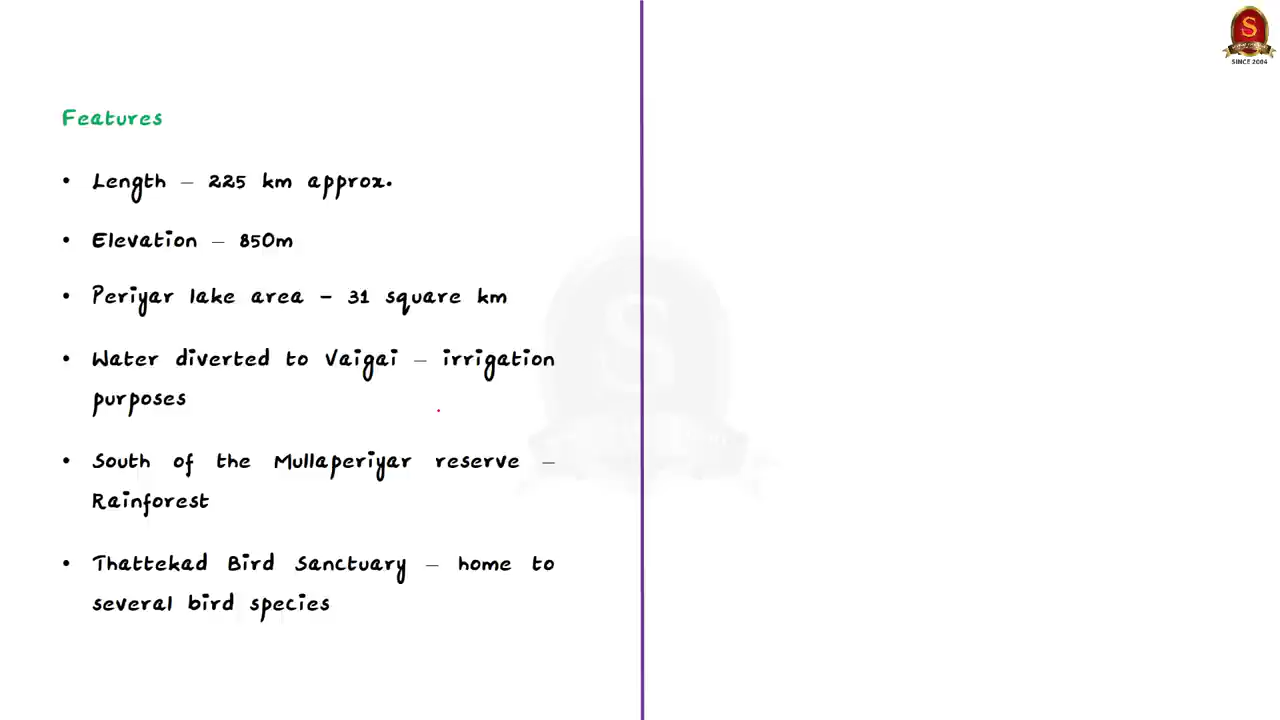 S
SINCE 2004
Features
• Length – 225 km approx.
• Elevation – 850m
• Periyar lake area - 31 square km
• Water diverted to Vaigai – irrigation
purposes
• South of the Mullaperiyar reserve –
Rainforest
• Thattekad Bird Sanctuary – home to
several bird species